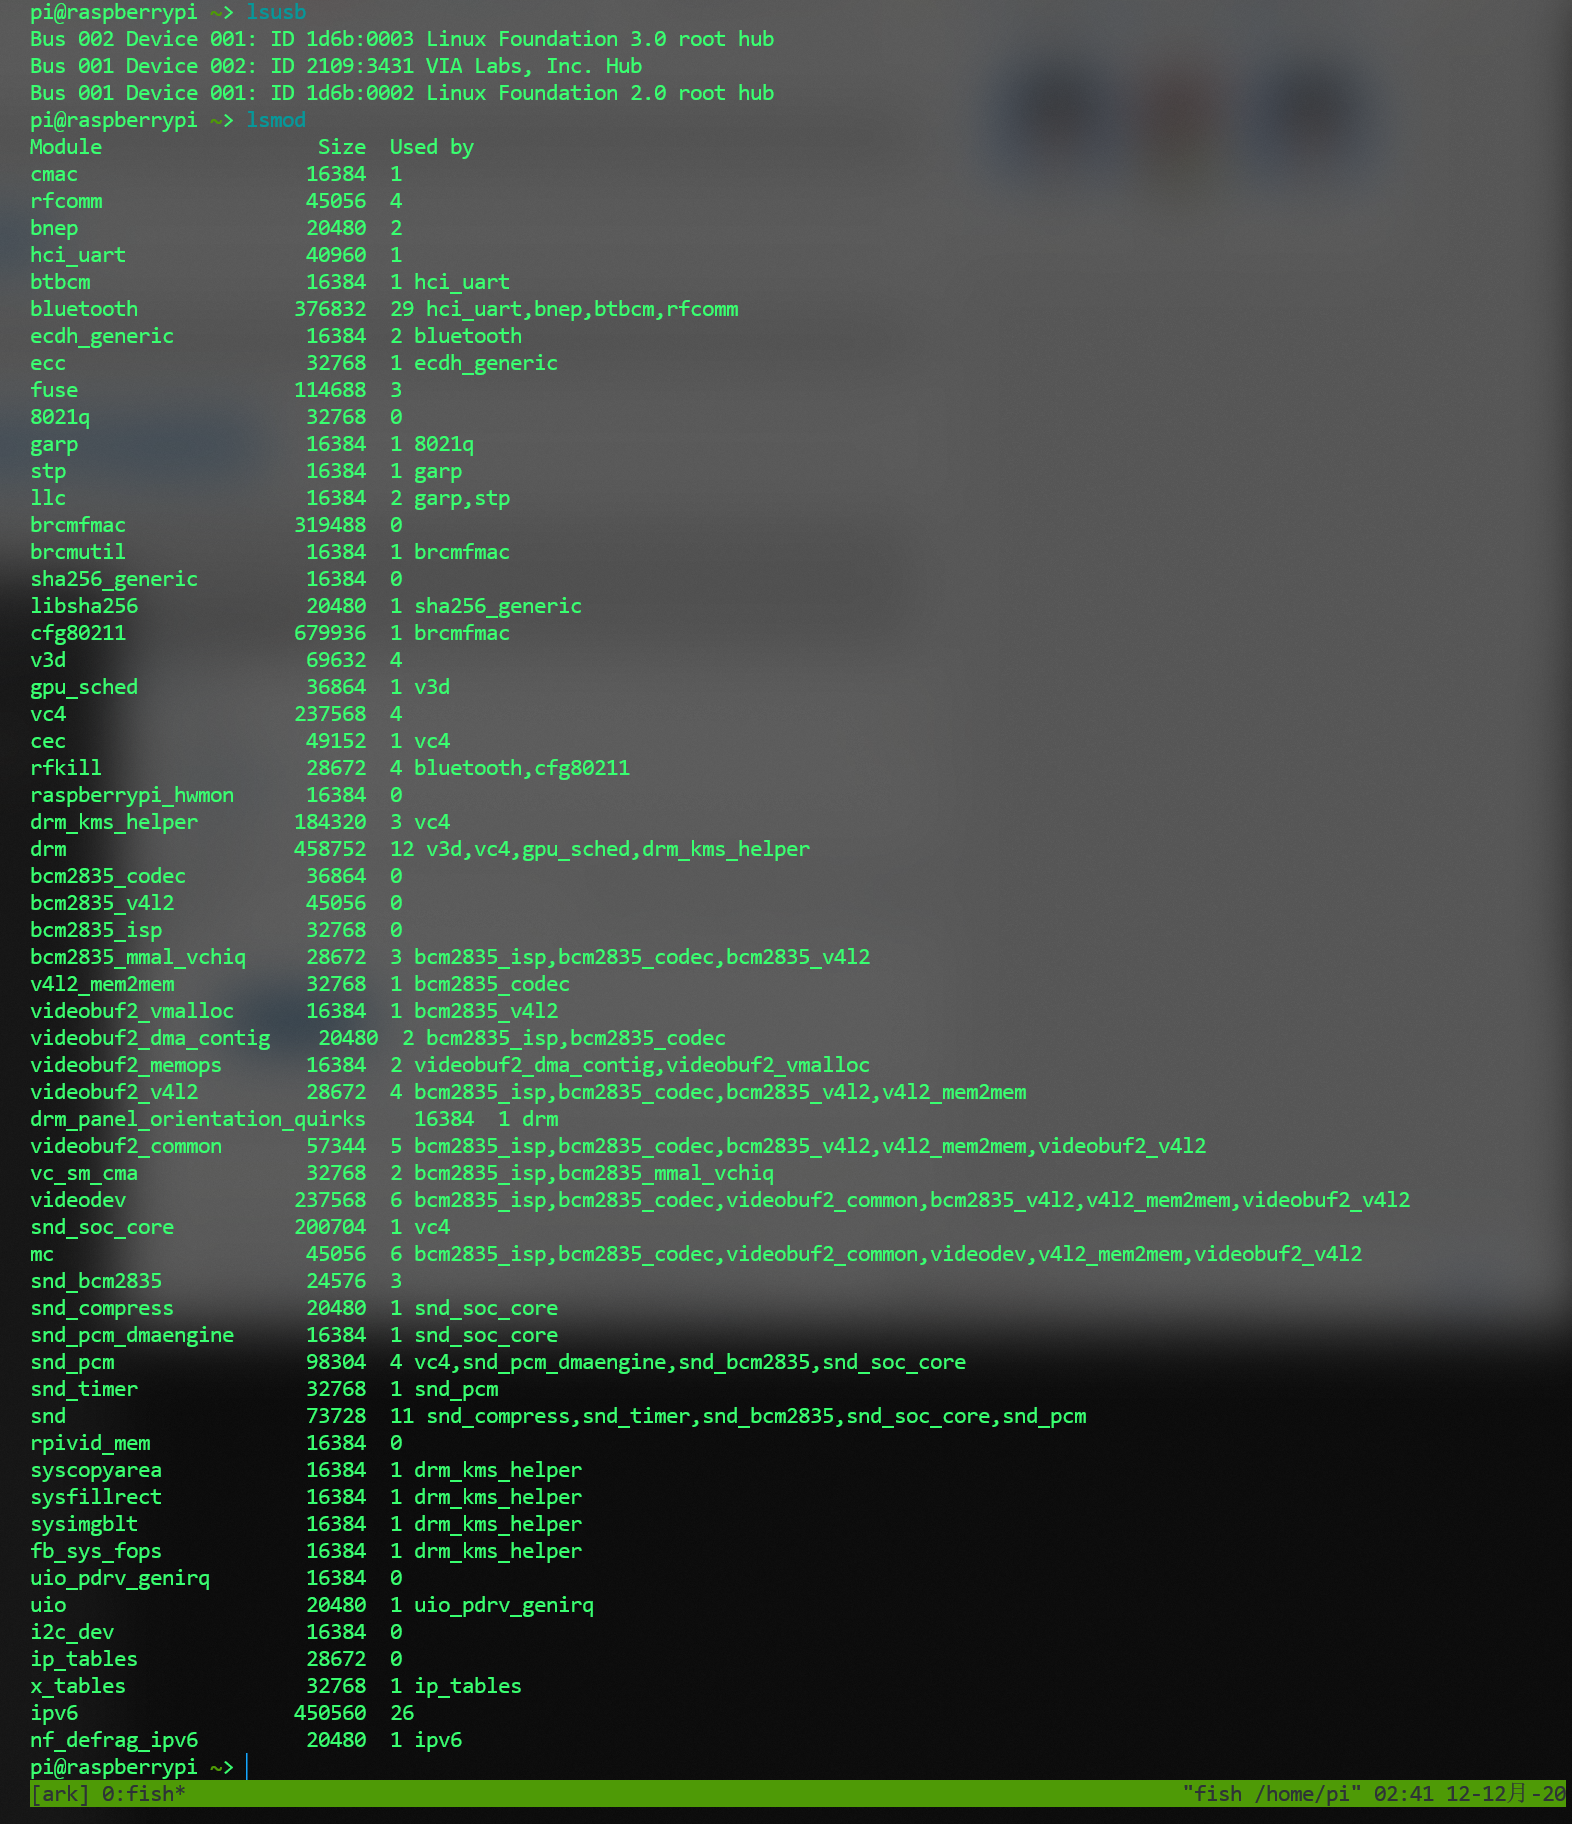 pi@raspberrypi ~> lsusb
Bus 002 Device 001: ID 1d6b:0003 Linux Foundation 3.0 root hub
Bus 001 Device 002: ID 2109:3431 VIA Labs, Inc. Hub
Bus 001 Device 001: ID 1d6b:0002 Linux Foundation 2.0 root hub
pi@raspberrypi ~> lsmod
Module                  Size  Used by
cmac                   16384  1
rfcomm                 45056  4
bnep                   20480  2
hci_uart               40960  1
btbcm                  16384  1 hci_uart
bluetooth             376832  29 hci_uart,bnep,btbcm,rfcomm
ecdh_generic           16384  2 bluetooth
ecc                    32768  1 ecdh_generic
fuse                  114688  3
8021q                  32768  0
garp                   16384  1 8021q
stp                    16384  1 garp
llc                    16384  2 garp,stp
brcmfmac              319488  0
brcmutil               16384  1 brcmfmac
sha256_generic         16384  0
libsha256              20480  1 sha256_generic
cfg80211              679936  1 brcmfmac
v3d                    69632  4
gpu_sched              36864  1 v3d
vc4                   237568  4
cec                    49152  1 vc4
rfkill                 28672  4 bluetooth,cfg80211
raspberrypi_hwmon      16384  0
drm_kms_helper        184320  3 vc4
drm                   458752  12 v3d,vc4,gpu_sched,drm_kms_helper
bcm2835_codec          36864  0
bcm2835_v4l2           45056  0
bcm2835_isp            32768  0
bcm2835_mmal_vchiq     28672  3 bcm2835_isp,bcm2835_codec,bcm2835_v4l2
v4l2_mem2mem           32768  1 bcm2835_codec
videobuf2_vmalloc      16384  1 bcm2835_v4l2
videobuf2_dma_contig    20480  2 bcm2835_isp,bcm2835_codec
videobuf2_memops       16384  2 videobuf2_dma_contig,videobuf2_vmalloc
videobuf2_v4l2         28672  4 bcm2835_isp,bcm2835_codec,bcm2835_v4l2,v4l2_mem2mem
drm_panel_orientation_quirks    16384  1 drm
videobuf2_common       57344  5 bcm2835_isp,bcm2835_codec,bcm2835_v4l2,v4l2_mem2mem,videobuf2_v4l2
vc_sm_cma              32768  2 bcm2835_isp,bcm2835_mmal_vchiq
videodev              237568  6 bcm2835_isp,bcm2835_codec,videobuf2_common,bcm2835_v4l2,v4l2_mem2mem,videobuf2_v4l2
snd_soc_core          200704  1 vc4
mc                     45056  6 bcm2835_isp,bcm2835_codec,videobuf2_common,videodev,v4l2_mem2mem,videobuf2_v4l2
snd_bcm2835            24576  3
snd_compress           20480  1 snd_soc_core
snd_pcm_dmaengine      16384  1 snd_soc_core
snd_pcm                98304  4 vc4,snd_pcm_dmaengine,snd_bcm2835,snd_soc_core
snd_timer              32768  1 snd_pcm
snd                    73728  11 snd_compress,snd_timer,snd_bcm2835,snd_soc_core,snd_pcm
rpivid_mem             16384  0
syscopyarea            16384  1 drm_kms_helper
sysfillrect            16384  1 drm_kms_helper
sysimgblt              16384  1 drm_kms_helper
fb_sys_fops            16384  1 drm_kms_helper
uio_pdrv_genirq        16384  0
uio                    20480  1 uio_pdrv_genirq
i2c_dev                16384  0
ip_tables              28672  0
x_tables               32768  1 ip_tables
ipv6                  450560  26
nf_defrag_ipv6         20480  1 ipv6
pi@raspberrypi ~>
[ark] 0:fish* "fish /home/pi" 02:41 12-12月-20